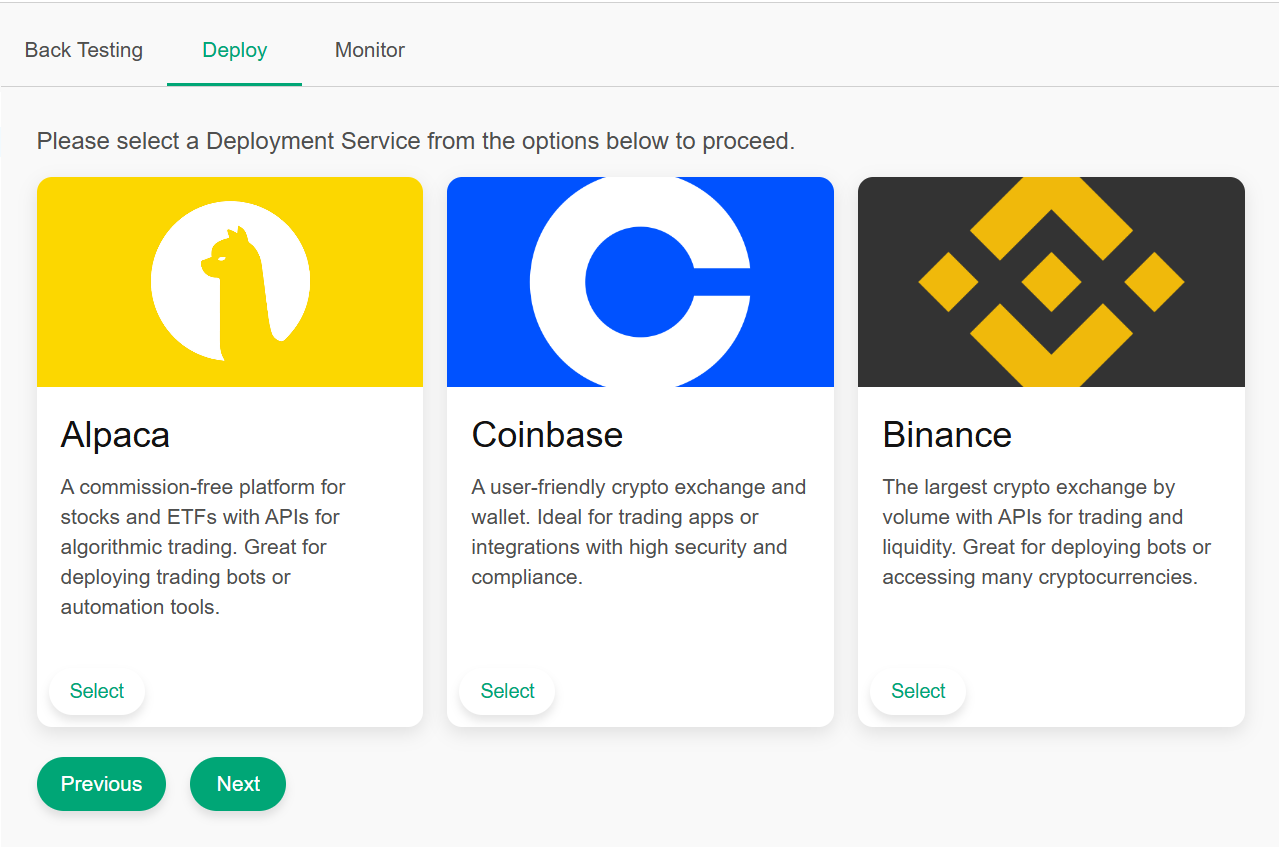 Back Testing Deploy Monitor
Please select a Deployment Service from the options below to proceed.
Alpaca
A commission-free platform for
stocks and ETFs with APIs for
algorithmic trading. Great for
deploying trading bots or
automation tools.
Select
Coinbase
A user-friendly crypto exchange and
wallet. Ideal for trading apps or
integrations with high security and
compliance.
Select
Binance
The largest crypto exchange by
volume with APIs for trading and
liquidity. Great for deploying bots or
accessing many cryptocurrencies.
Select
Previous Next